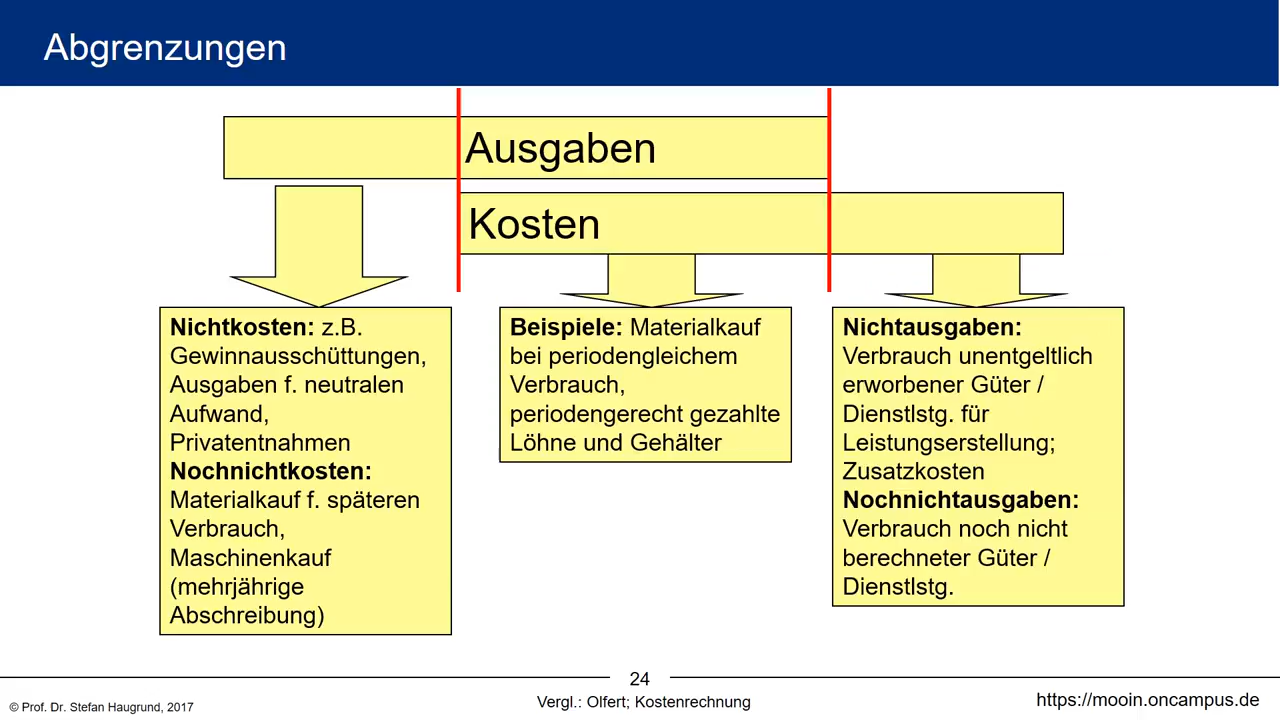 Abgrenzungen
Ausgaben
Kosten
Nichtkosten: z.B.
Gewinnausschüttungen,
Ausgaben f. neutralen
Aufwand,
Privatentnahmen
Nochnichtkosten:
Materialkauf f. späteren
Verbrauch,
Maschinenkauf
(mehrjährige
Abschreibung)
Beispiele: Materialkauf
bei periodengleichem
Verbrauch,
periodengerecht gezahlte
Löhne und Gehälter
Nichtausgaben:
Verbrauch unentgeltlich
erworbener Güter /
Dienstlstg. für
Leistungserstellung;
Zusatzkosten
Nochnichtausgaben:
Verbrauch noch nicht
berechneter Güter /
Dienstlstg.
24
© Prof. Dr. Stefan Haugrund, 2017
Vergl.: Olfert; Kostenrechnung
https://mooin.oncampus.de